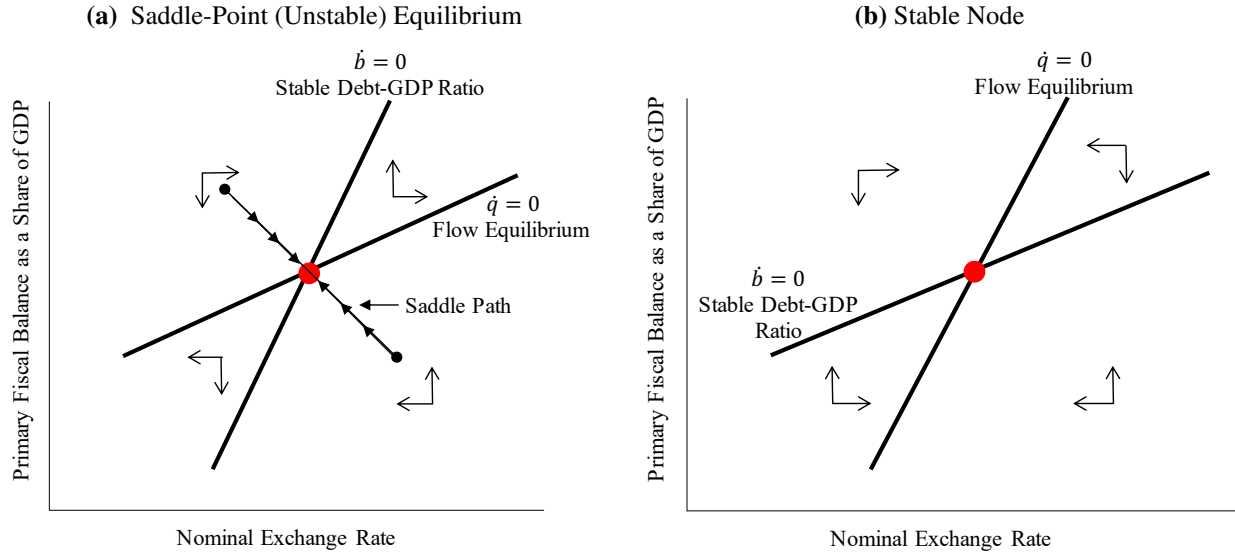 (a) Saddle-Point (Unstable) Equilibrium
ḃ = 0
Stable Debt-GDP Ratio
q̇ = 0
Flow Equilibrium
Saddle Path
Primary Fiscal Balance as a Share of GDP
Nominal Exchange Rate
(b) Stable Node
q̇ = 0
Flow Equilibrium
ḃ = 0
Stable Debt-GDP
Ratio
Primary Fiscal Balance as a Share of GDP
Nominal Exchange Rate